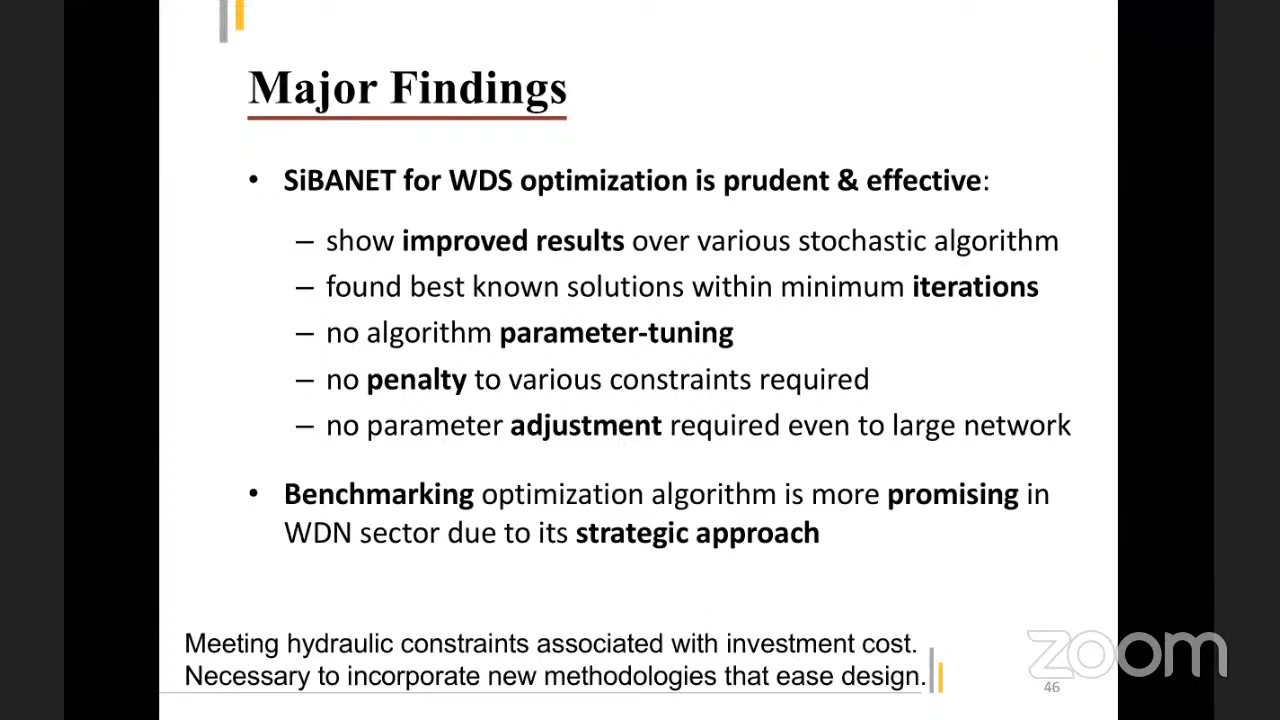 Major Findings
• SiBANET for WDS optimization is prudent & effective:
– show improved results over various stochastic algorithm
– found best known solutions within minimum iterations
– no algorithm parameter-tuning
– no penalty to various constraints required
– no parameter adjustment required even to large network
• Benchmarking optimization algorithm is more promising in
WDN sector due to its strategic approach
Meeting hydraulic constraints associated with investment cost.
Necessary to incorporate new methodologies that ease design.
zoom
46